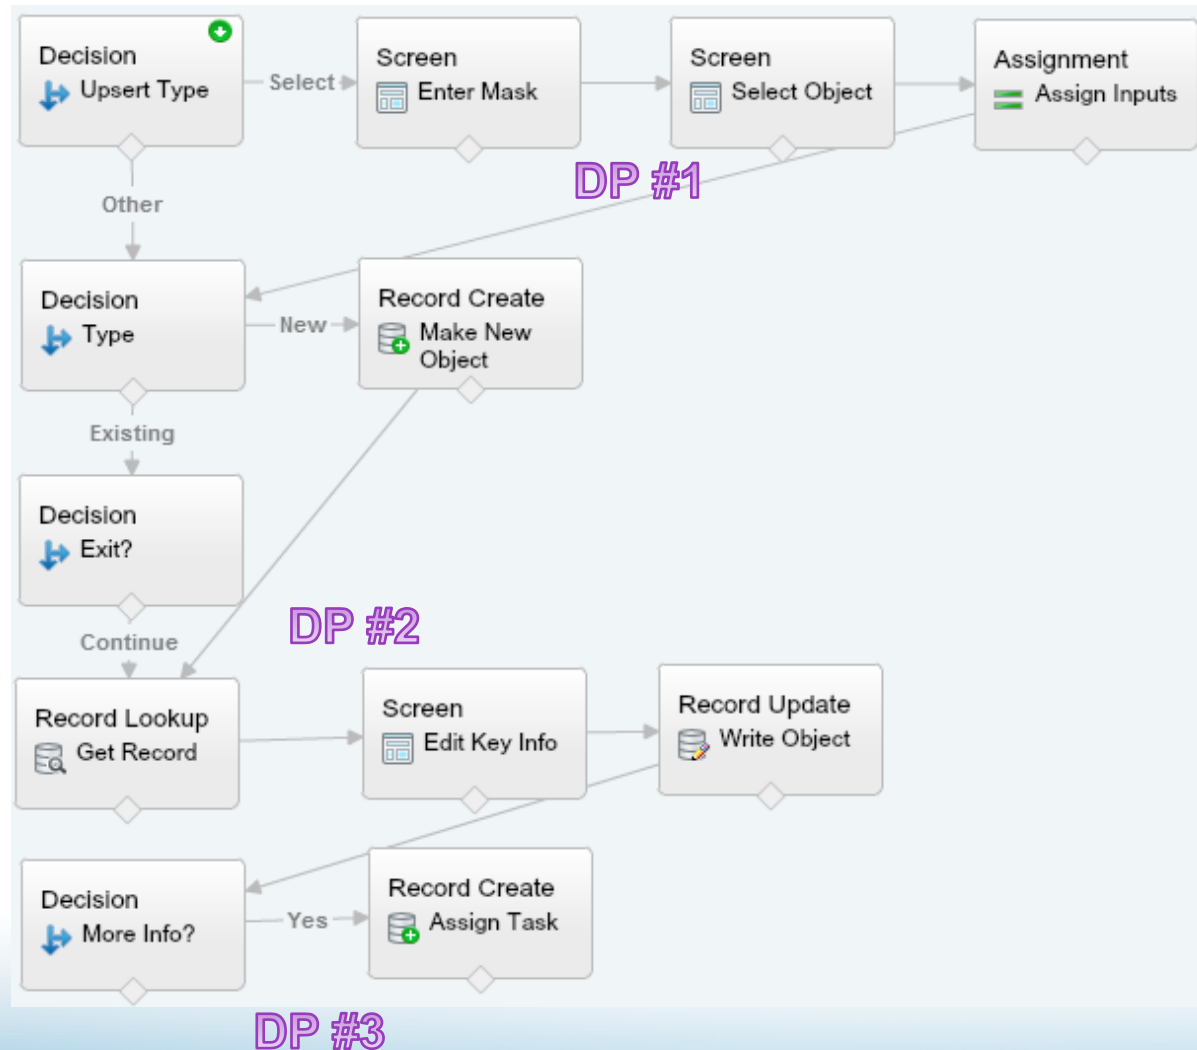 Decision
Upsert Type
Select
Screen
Enter Mask
Screen
Select Object
Assignment
Assign Inputs
DP #1
Other
Decision
Type
New
Record Create
Make New
Object
Existing
Decision
Exit?
DP #2
Continue
Record Lookup
Get Record
Screen
Edit Key Info
Record Update
Write Object
Decision
More Info?
Yes
Record Create
Assign Task
DP #3